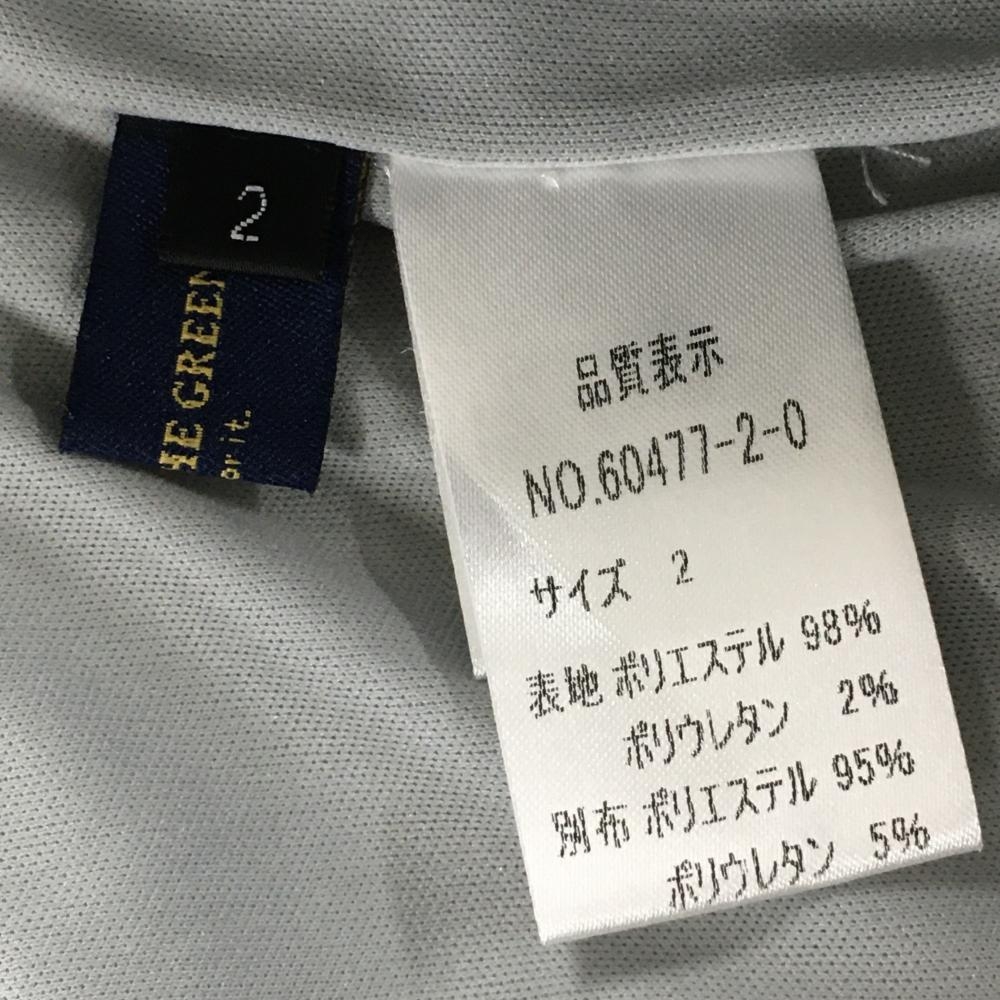 2
HE GREEN
or it.
品質表示
NO.60477-2-0
サイズ 2
表地 ポリエステル 98%
ポリウレタン 2%
別布 ポリエステル 95%
ポリウレタン 5%